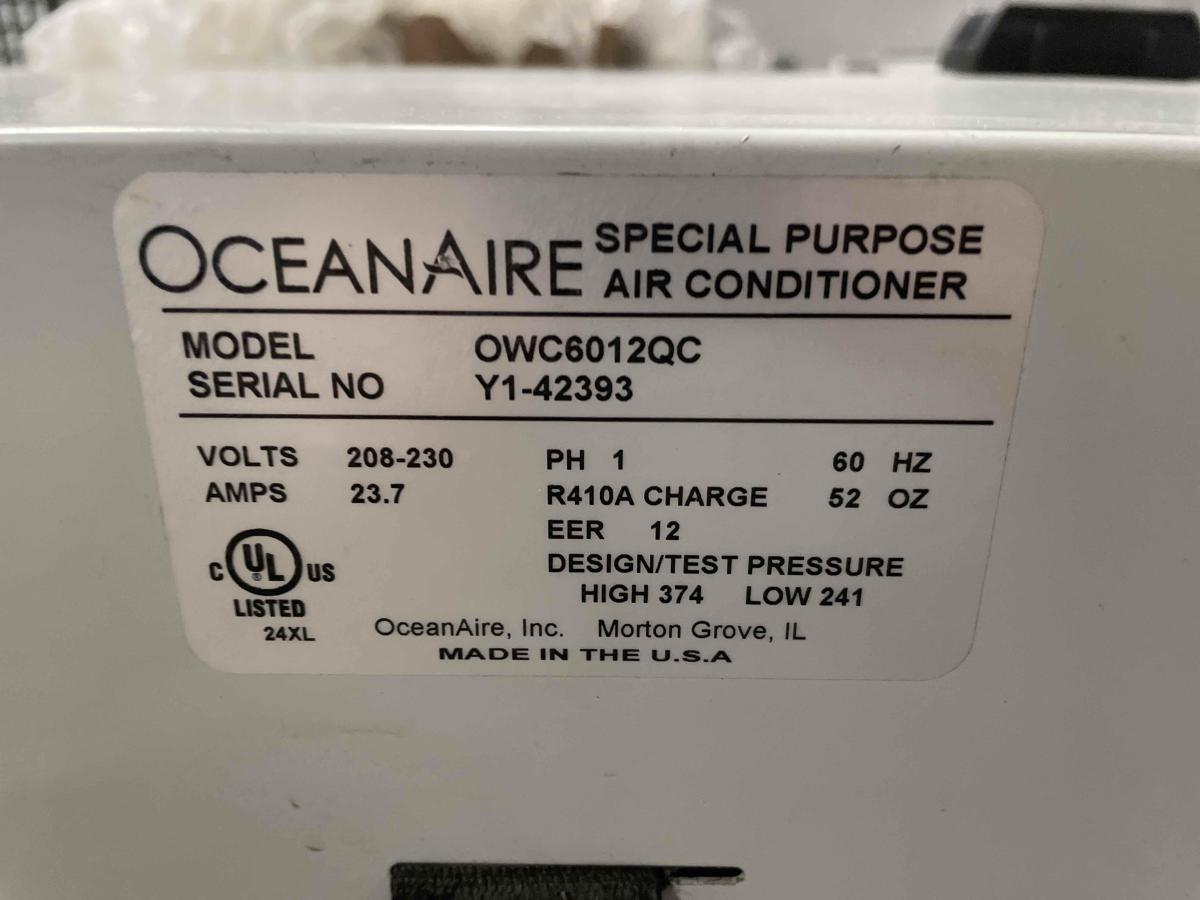 OCEANAIRE SPECIAL PURPOSE
AIR CONDITIONER
MODEL OWC6012QC
SERIAL NO Y1-42393
VOLTS 208-230 PH 1 60 HZ
AMPS 23.7 R410A CHARGE 52 OZ
EER 12
DESIGN/TEST PRESSURE
HIGH 374 LOW 241
C UL ® US
LISTED
24XL
OceanAire, Inc. Morton Grove, IL
MADE IN THE U.S.A